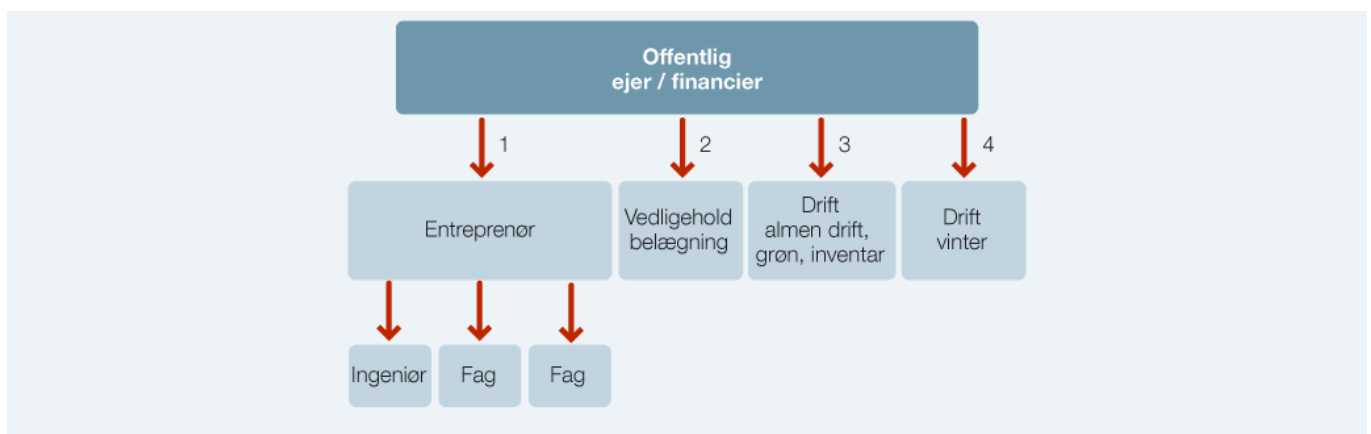 Offentlig
ejer / financier
1
2
3
4
Entreprenør
Vedligehold
belægning
Drift
almen drift,
grøn, inventar
Drift
vinter
Ingeniør
Fag
Fag